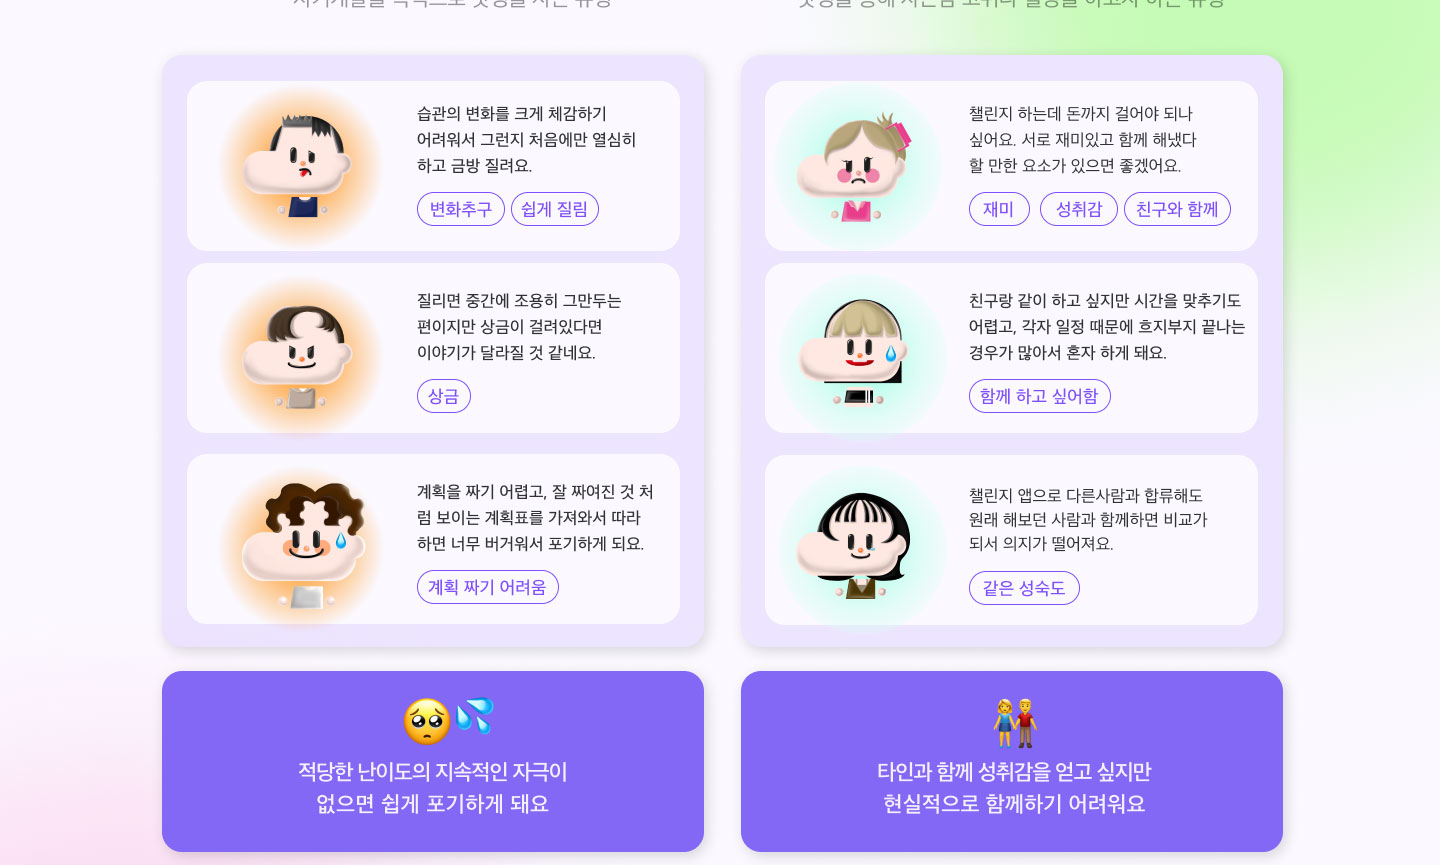 습관의 변화를 크게 체감하기
어려워서 그런지 처음에만 열심히
하고 금방 질려요.
변화추구 쉽게 질림
질리면 중간에 조용히 그만두는
편이지만 상금이 걸려있다면
이야기가 달라질 것 같네요.
상금
계획을 짜기 어렵고, 잘 짜여진 것 처
럼 보이는 계획표를 가져와서 따라
하면 너무 버거워서 포기하게 되요.
계획 짜기 어려움
적당한 난이도의 지속적인 자극이
없으면 쉽게 포기하게 돼요
챌린지 하는데 돈까지 걸어야 되나
싶어요. 서로 재미있고 함께 해냈다
할 만한 요소가 있으면 좋겠어요.
재미 성취감 친구와 함께
친구랑 같이 하고 싶지만 시간을 맞추기도
어렵고, 각자 일정 때문에 흐지부지 끝나는
경우가 많아서 혼자 하게 돼요.
함께 하고 싶어함
챌린지 앱으로 다른사람과 합류해도
원래 해보던 사람과 함께하면 비교가
되서 의지가 떨어져요.
같은 성숙도
타인과 함께 성취감을 얻고 싶지만
현실적으로 함께하기 어려워요